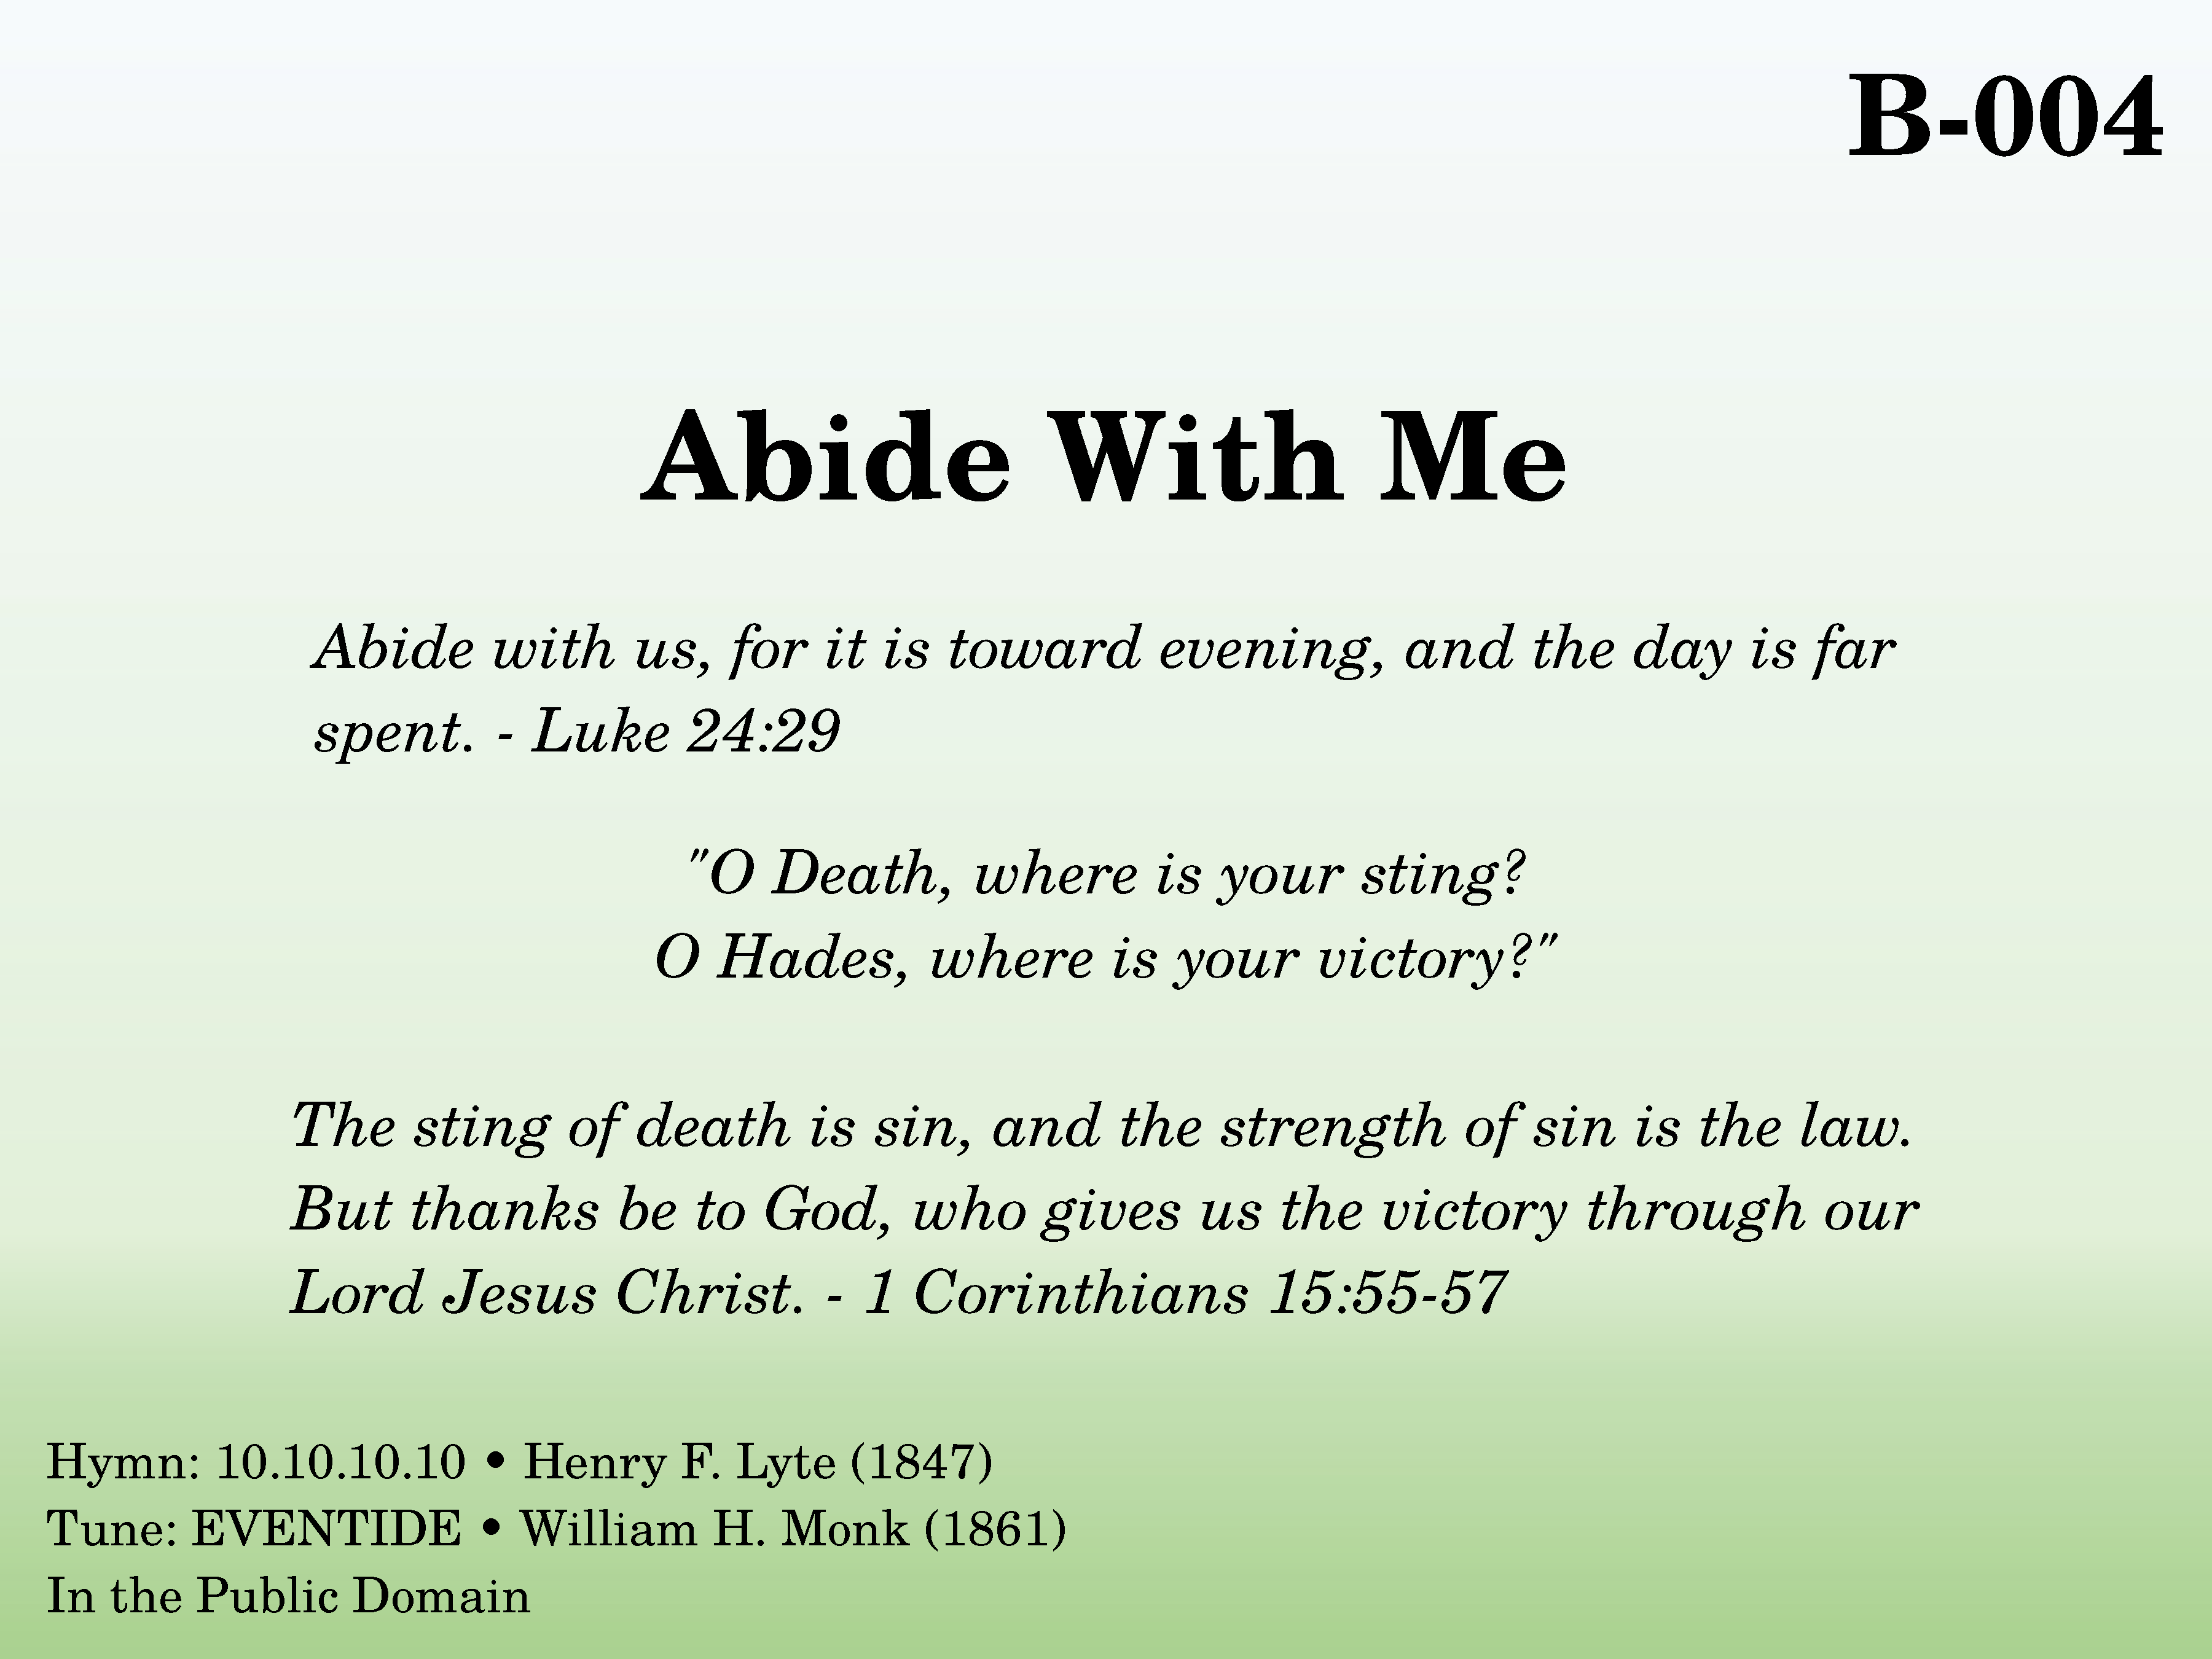 B-004
Abide With Me
Abide with us, for it is toward evening, and the day is far
spent. - Luke 24:29
"O Death, where is your sting?
O Hades, where is your victory?"
The sting of death is sin, and the strength of sin is the law.
But thanks be to God, who gives us the victory through our
Lord Jesus Christ. - 1 Corinthians 15:55-57
Hymn: 10.10.10.10 • Henry F. Lyte (1847)
Tune: EVENTIDE • William H. Monk (1861)
In the Public Domain